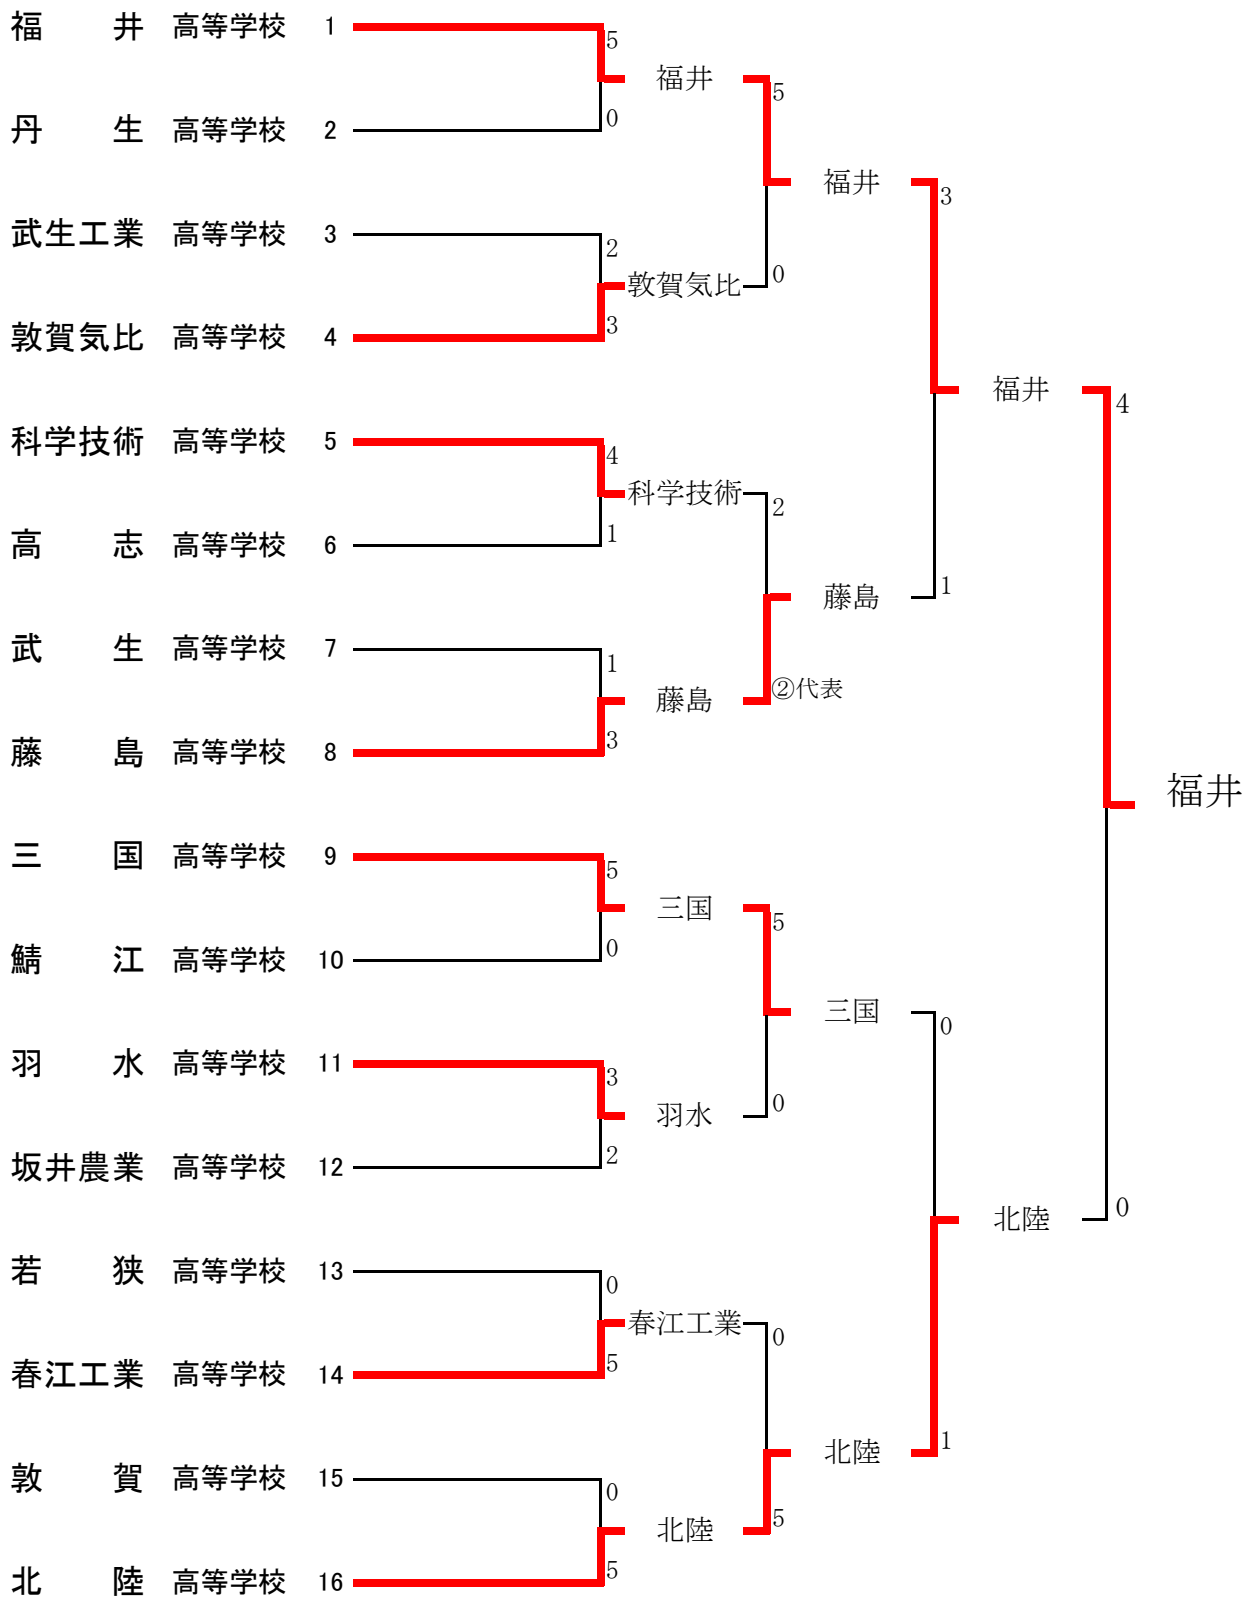 福井 高等学校 1
5
福井
5
丹生 高等学校 2
0
福井
3
武生工業 高等学校 3
2
敦賀気比
0
敦賀気比 高等学校 4
3
福井
4
科学技術 高等学校 5
4
科学技術
2
高志 高等学校 6
1
藤島
1
武生 高等学校 7
1
藤島
②代表
藤島 高等学校 8
3
福井
三国 高等学校 9
5
三国
5
鯖江 高等学校 10
0
三国
0
羽水 高等学校 11
3
羽水
0
坂井農業 高等学校 12
2
北陸
0
若狭 高等学校 13
0
春江工業
0
春江工業 高等学校 14
5
北陸
1
敦賀 高等学校 15
0
北陸
5
北陸 高等学校 16
5